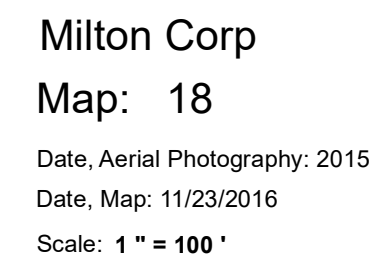 Milton Corp
Map: 18
Date, Aerial Photography: 2015
Date, Map: 11/23/2016
Scale: 1 " = 100 '